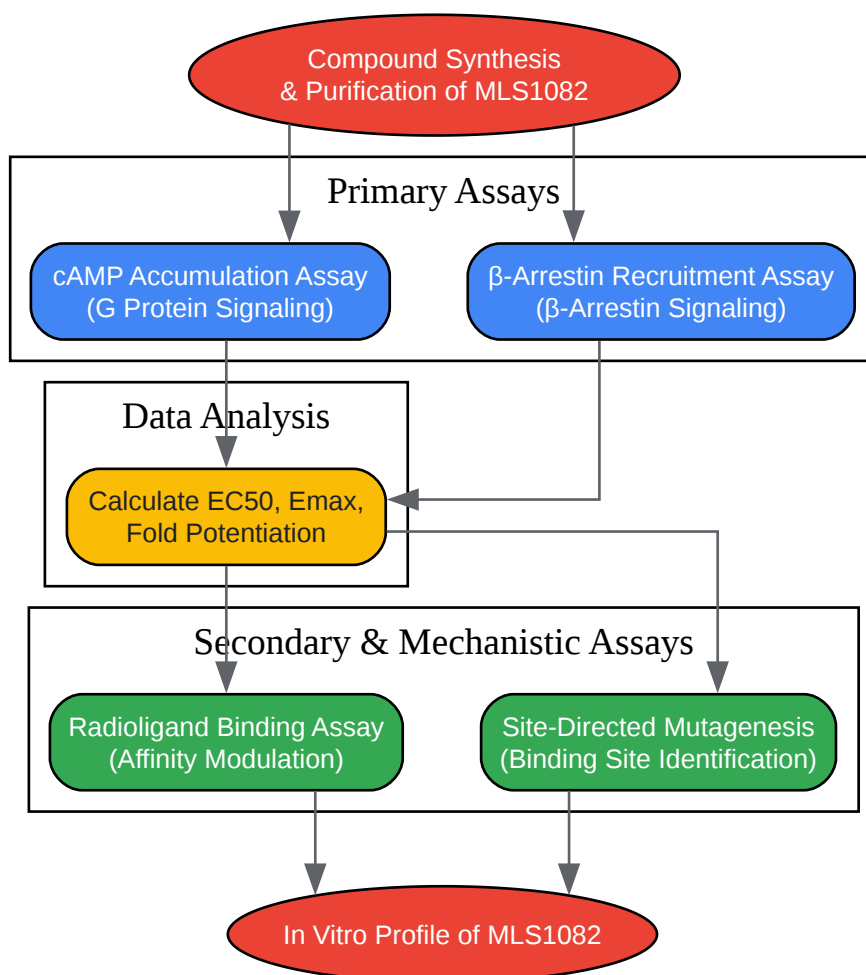 Compound Synthesis
& Purification of MLS1082
Primary Assays
cAMP Accumulation Assay
(G Protein Signaling)
β-Arrestin Recruitment Assay
(β-Arrestin Signaling)
Data Analysis
Calculate EC50, Emax,
Fold Potentiation
Secondary & Mechanistic Assays
Radioligand Binding Assay
(Affinity Modulation)
Site-Directed Mutagenesis
(Binding Site Identification)
In Vitro Profile of MLS1082